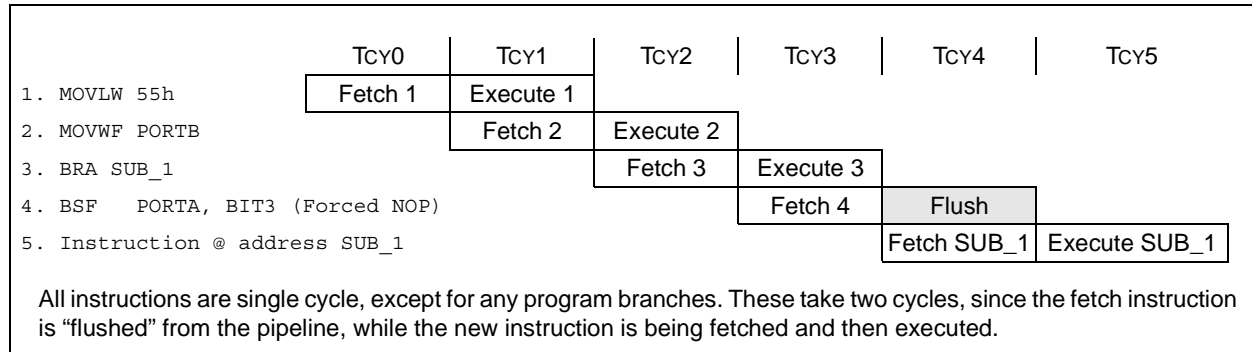 TCY0 TCY1 TCY2 TCY3 TCY4 TCY5
1. MOVLW 55h Fetch 1 Execute 1
2. MOVWF PORTB Fetch 2 Execute 2
3. BRA SUB_1 Fetch 3 Execute 3
4. BSF PORTA, BIT3 (Forced NOP) Fetch 4 Flush
5. Instruction @ address SUB_1 Fetch SUB_1 Execute SUB_1
All instructions are single cycle, except for any program branches. These take two cycles, since the fetch instruction
is “flushed” from the pipeline, while the new instruction is being fetched and then executed.